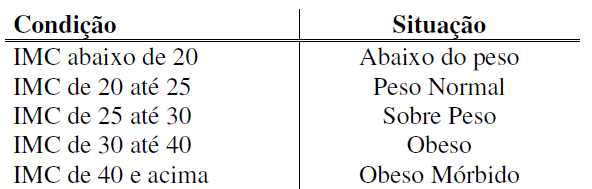 Condição Situação
IMC abaixo de 20 Abaixo do peso
IMC de 20 até 25 Peso Normal
IMC de 25 até 30 Sobre Peso
IMC de 30 até 40 Obeso
IMC de 40 e acima Obeso Mórbido